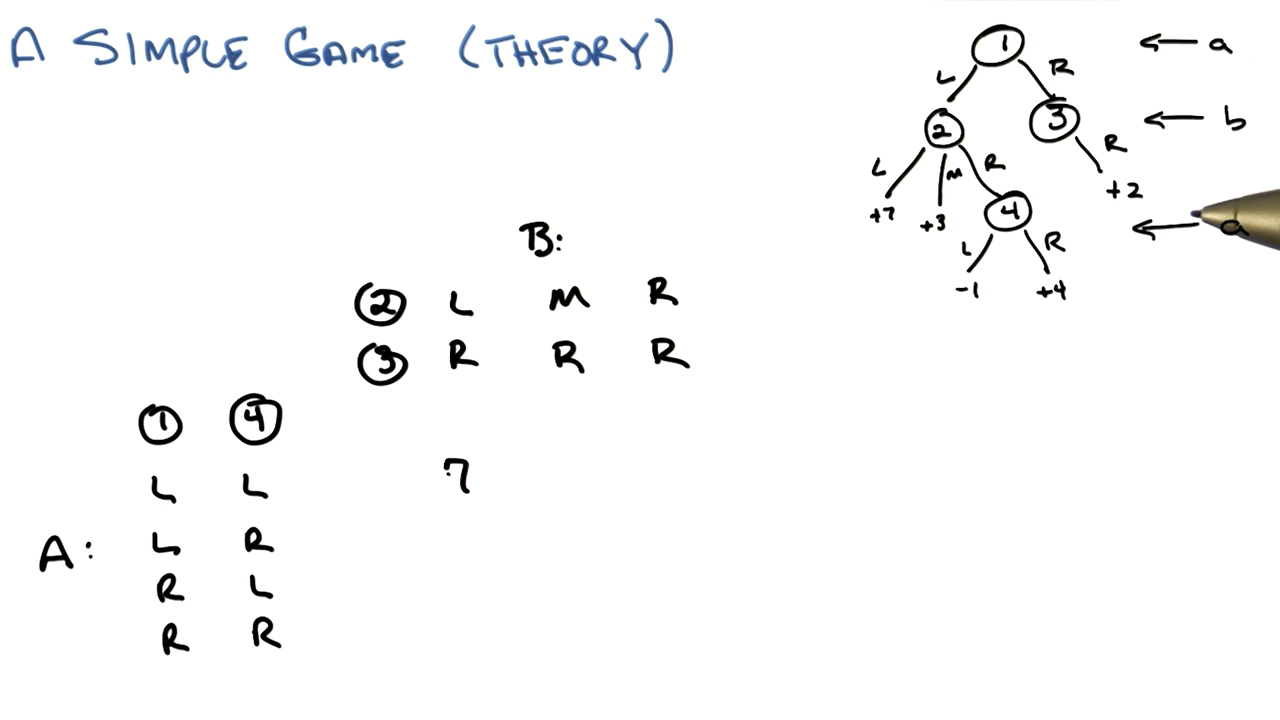 A SIMPLE GAME (THEORY)
1 ← a
L R
2 3 ← b
L M R R
+7 +3 4 +2
← a
L R
-1 +4
B:
2 L M R
3 R R R
1 4
L L 7
A: L R
R L
R R